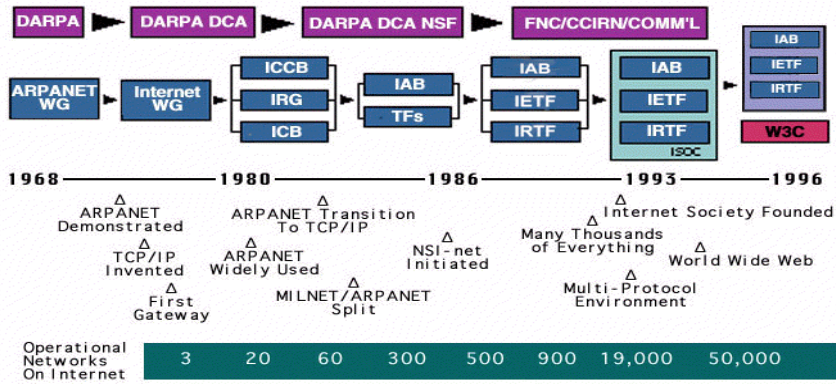 DARPA
DARPA DCA
DARPA DCA NSF
FNC/CCIRN/COMM'L
ARPANET
WG
Internet
WG
ICCB
IRG
ICB
IAB
TFs
IAB
IETF
IRTF
IAB
IETF
IRTF
ISOC
IAB
IETF
IRTF
W3C
1968 1980 1986 1993 1996
ARPANET
Demonstrated
TCP/IP
Invented
First
Gateway
ARPANET
Widely Used
ARPANET Transition
To TCP/IP
MILNET/ARPANET
Split
NSI-net
Initiated
Internet Society Founded
Many Thousands
of Everything
World Wide Web
Multi-Protocol
Environment
Operational
Networks
On Internet
3 20 60 300 500 900 19,000 50,000